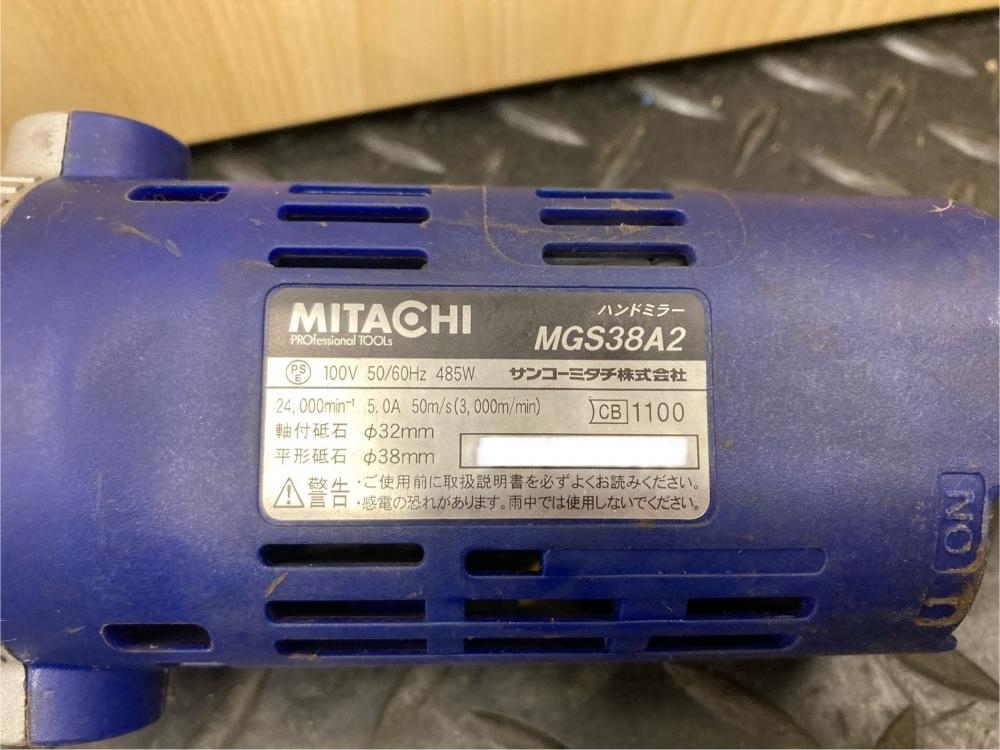 MITACHI
PROfessional TOOLs
ハンドミラー
MGS38A2
PS E 100V 50/60Hz 485W サンコーミタチ株式会社
24,000min⁻¹ 5.0A 50m/s(3,000m/min) CB 1100
軸付砥石 φ32mm
平形砥石 φ38mm
警告 ・ご使用前に取扱説明書を必ずよくお読みください。
・感電の恐れがあります。雨中では使用しないでください。
NO